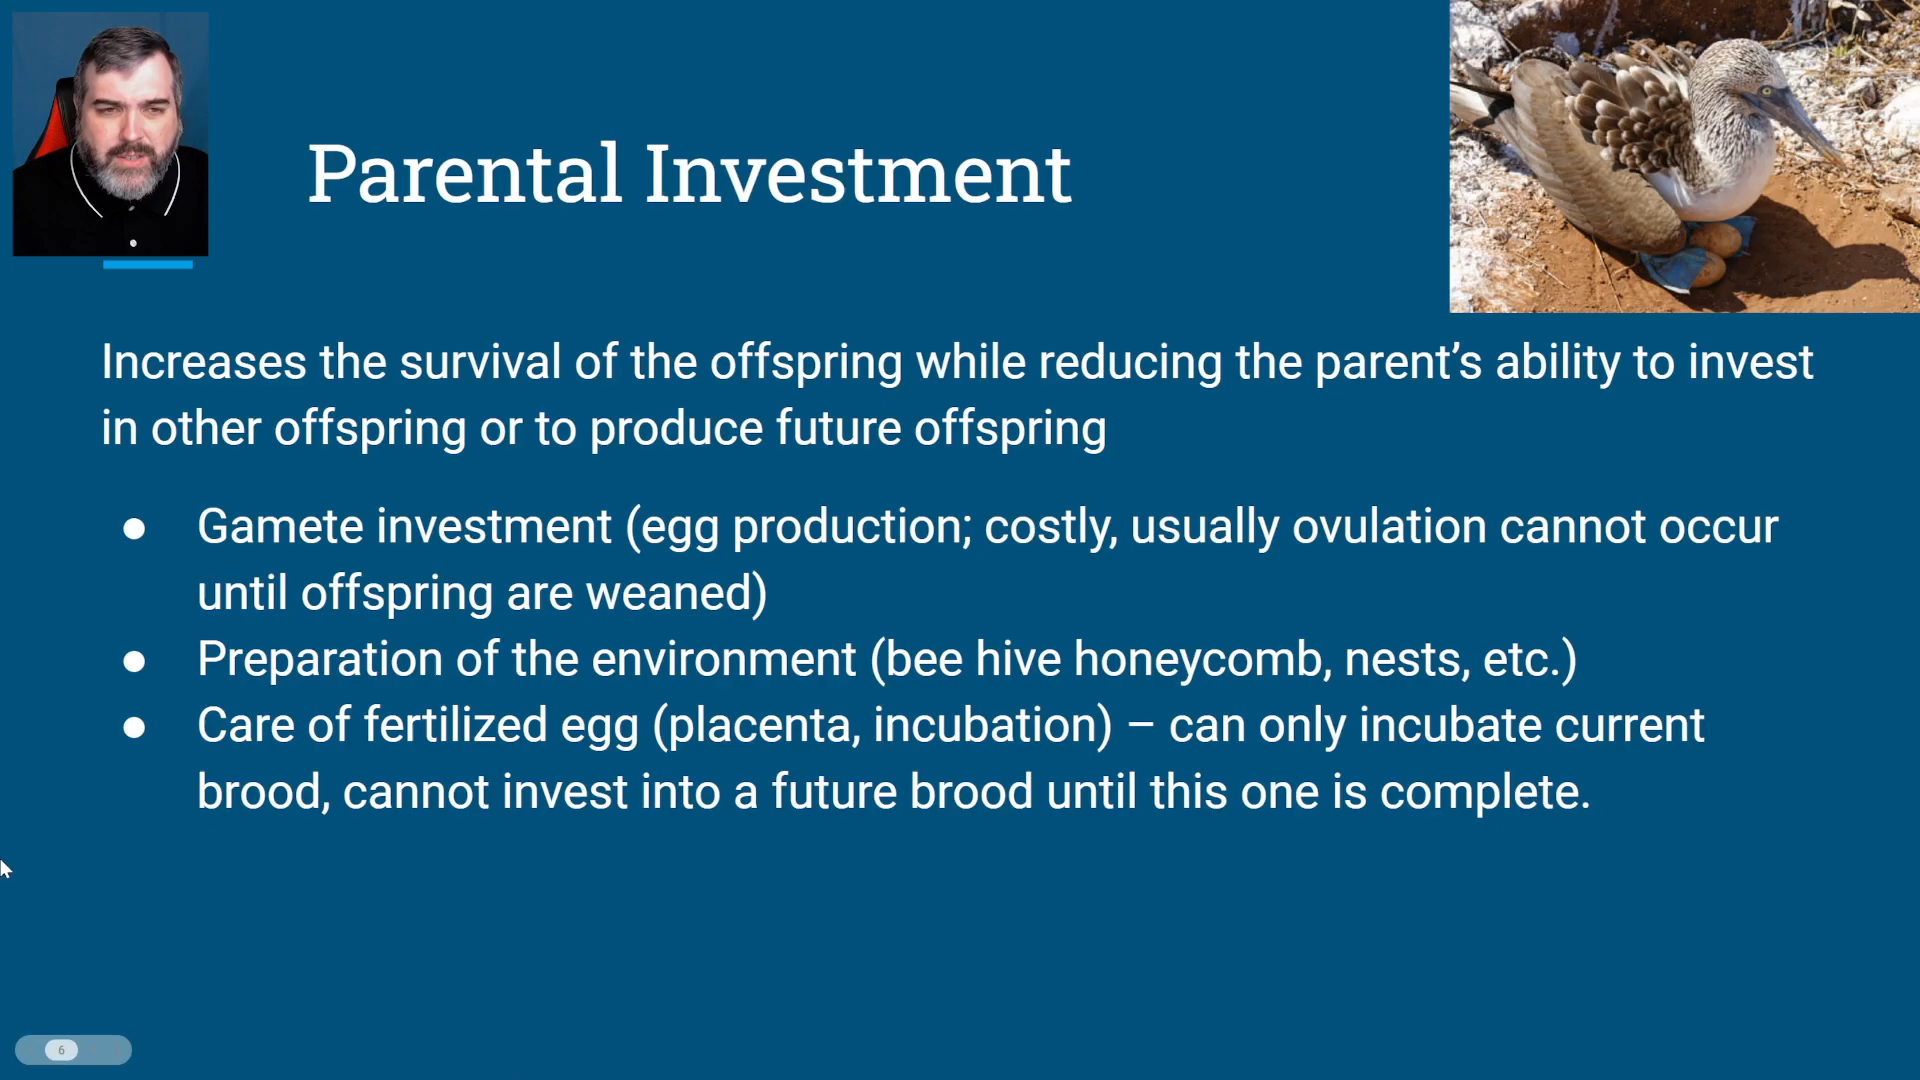 Parental Investment
Increases the survival of the offspring while reducing the parent’s ability to invest
in other offspring or to produce future offspring
● Gamete investment (egg production; costly, usually ovulation cannot occur
until offspring are weaned)
● Preparation of the environment (bee hive honeycomb, nests, etc.)
● Care of fertilized egg (placenta, incubation) – can only incubate current
brood, cannot invest into a future brood until this one is complete.
6